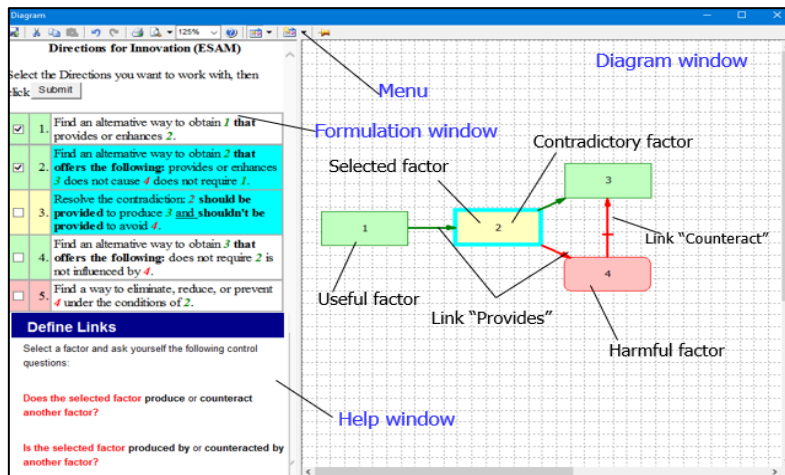 Diagram
125%
Directions for Innovation (ESAM)
Select the Directions you want to work with, then
click Submit
1. Find an alternative way to obtain 1 that
provides or enhances 2.
2. Find an alternative way to obtain 2 that
offers the following: provides or enhances
3 does not cause 4 does not require 1.
3. Resolve the contradiction: 2 should be
provided to produce 3 and shouldn't be
provided to avoid 4.
4. Find an alternative way to obtain 3 that
offers the following: does not require 2 is
not influenced by 4.
5. Find a way to eliminate, reduce, or prevent
4 under the conditions of 2.
Define Links
Select a factor and ask yourself the following control
questions:
Does the selected factor produce or counteract
another factor?
Is the selected factor produced by or counteracted by
another factor?
Menu
Formulation window
Help window
Diagram window
Contradictory factor
Selected factor
3
1
2
Link “Counteract”
4
Useful factor
Link “Provides”
Harmful factor